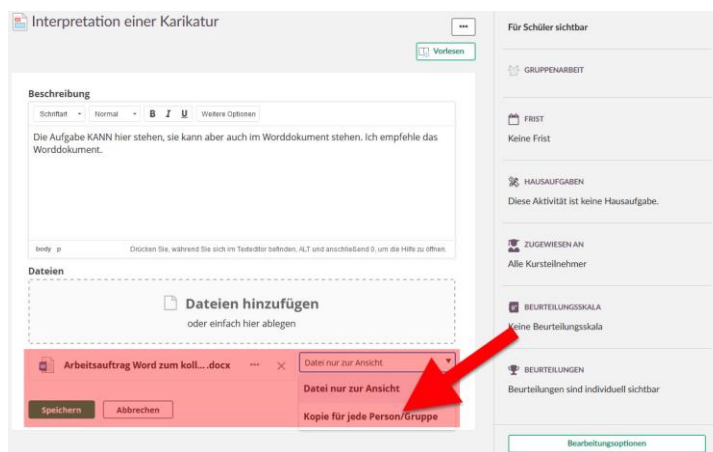 Interpretation einer Karikatur
•••
Vorlesen
Beschreibung
Schriftart
Normal
B I U
Weitere Optionen
Die Aufgabe KANN hier stehen, sie kann aber auch im Worddokument stehen. Ich empfehle das
Worddokument.
body p
Drücken Sie, während Sie sich im Texteditor befinden, ALT und anschließend 0, um die Hilfe zu öffnen.
Dateien
Dateien hinzufügen
oder einfach hier ablegen
Arbeitsauftrag Word zum koll....docx
•••
Datei nur zur Ansicht
Datei nur zur Ansicht
Kopie für jede Person/Gruppe
Speichern
Abbrechen
Für Schüler sichtbar
GRUPPENARBEIT
FRIST
Keine Frist
HAUSAUFGABEN
Diese Aktivität ist keine Hausaufgabe.
ZUGEWIESEN AN
Alle Kursteilnehmer
BEURTEILUNGSSKALA
Keine Beurteilungsskala
BEURTEILUNGEN
Beurteilungen sind individuell sichtbar
Bearbeitungsoptionen